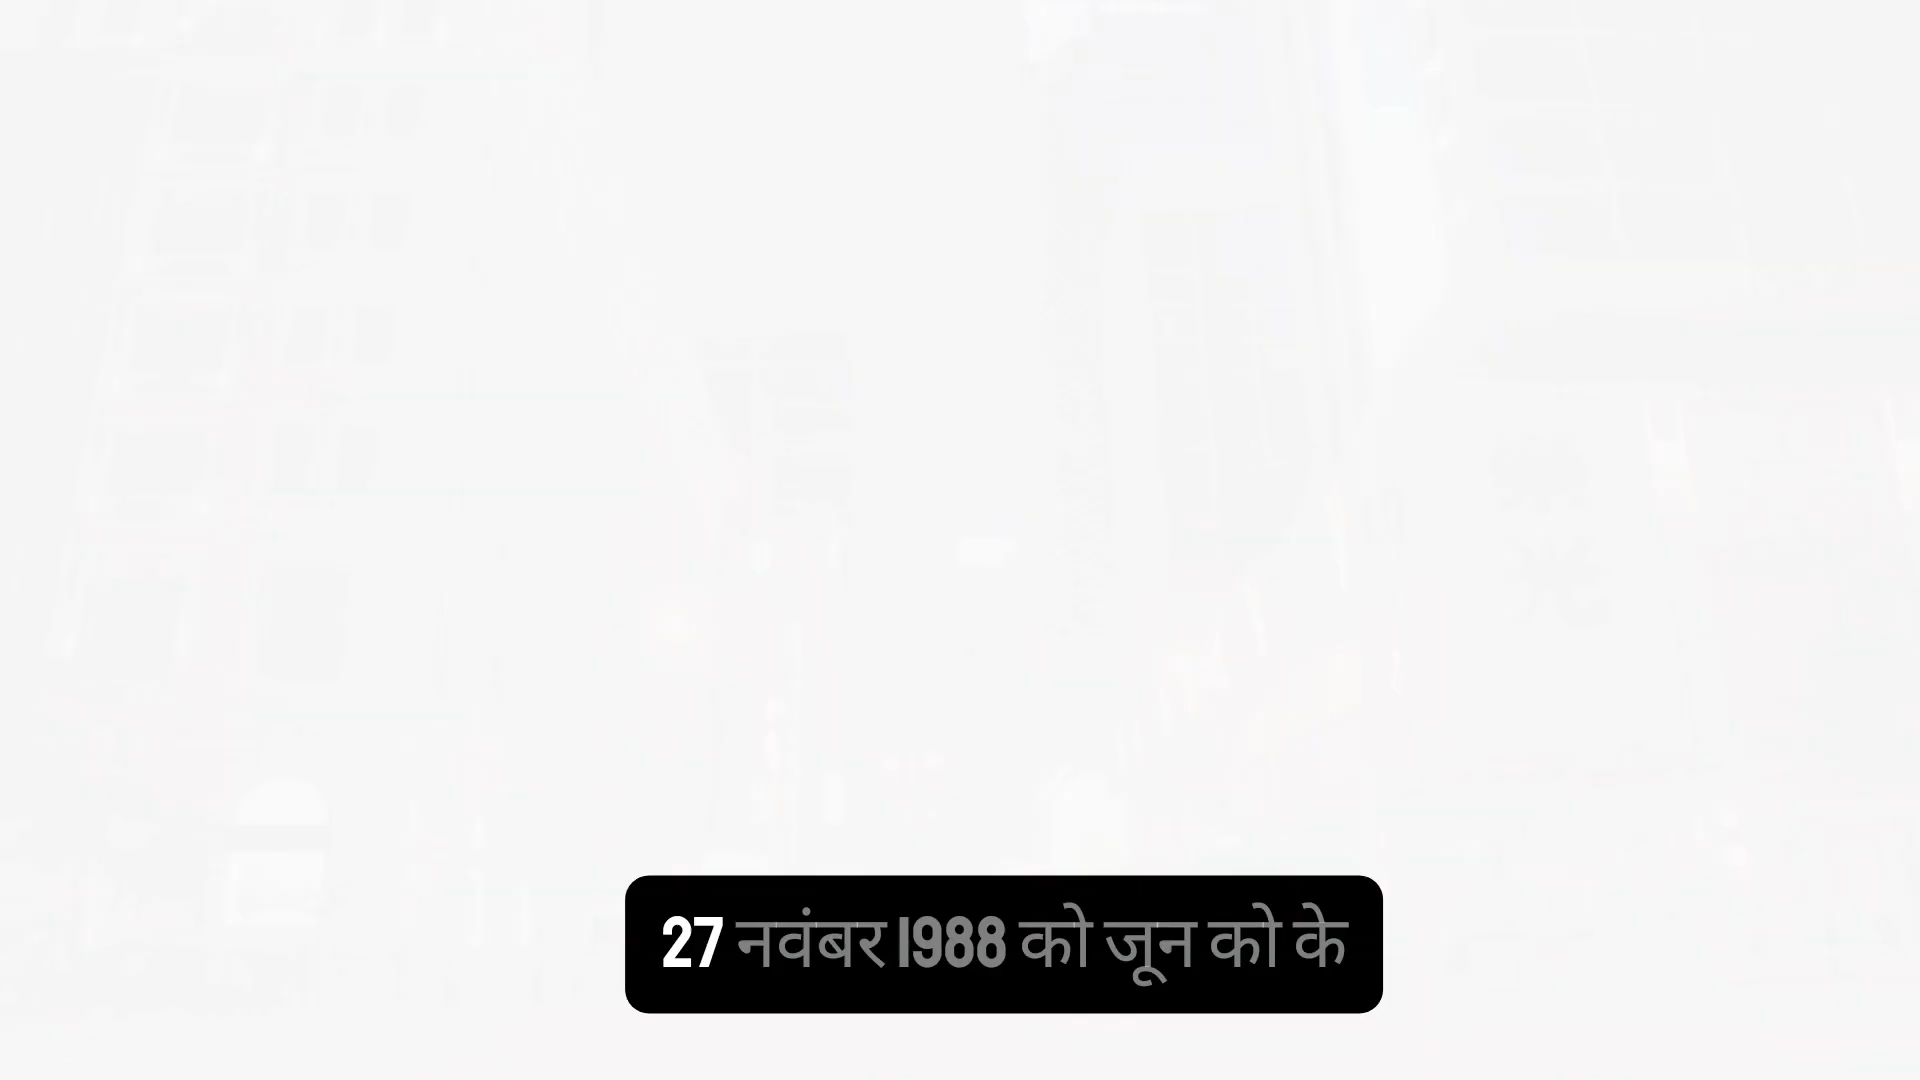 27 नवंबर 1988 को जून को के